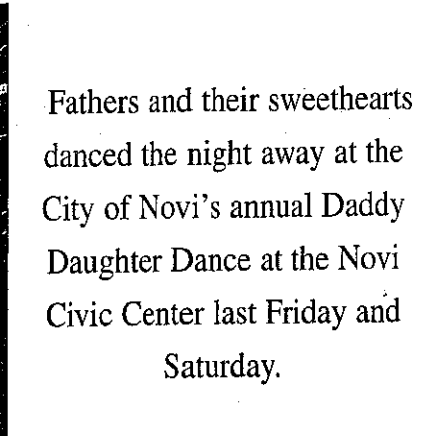 Fathers and their sweethearts
danced the night away at the
City of Novi's annual Daddy
Daughter Dance at the Novi
Civic Center last Friday and
Saturday.